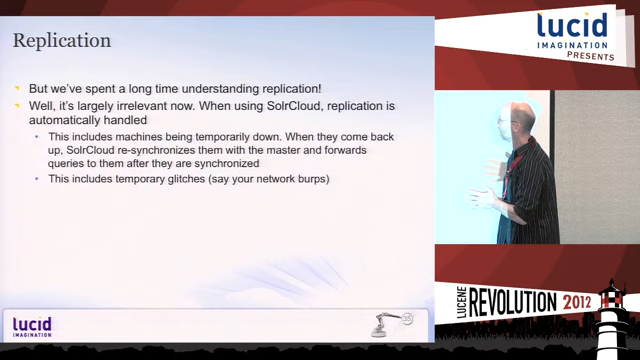 Replication
But we've spent a long time understanding replication!
Well, it's largely irrelevant now. When using SolrCloud, replication is
automatically handled
This includes machines being temporarily down. When they come back
up, SolrCloud re-synchronizes them with the master and forwards
queries to them after they are synchronized
This includes temporary glitches (say your network burps)
lucid
IMAGINATION
35
lucid
IMAGINATION
PRESENTS
LUCENE
REVOLUTION 2012